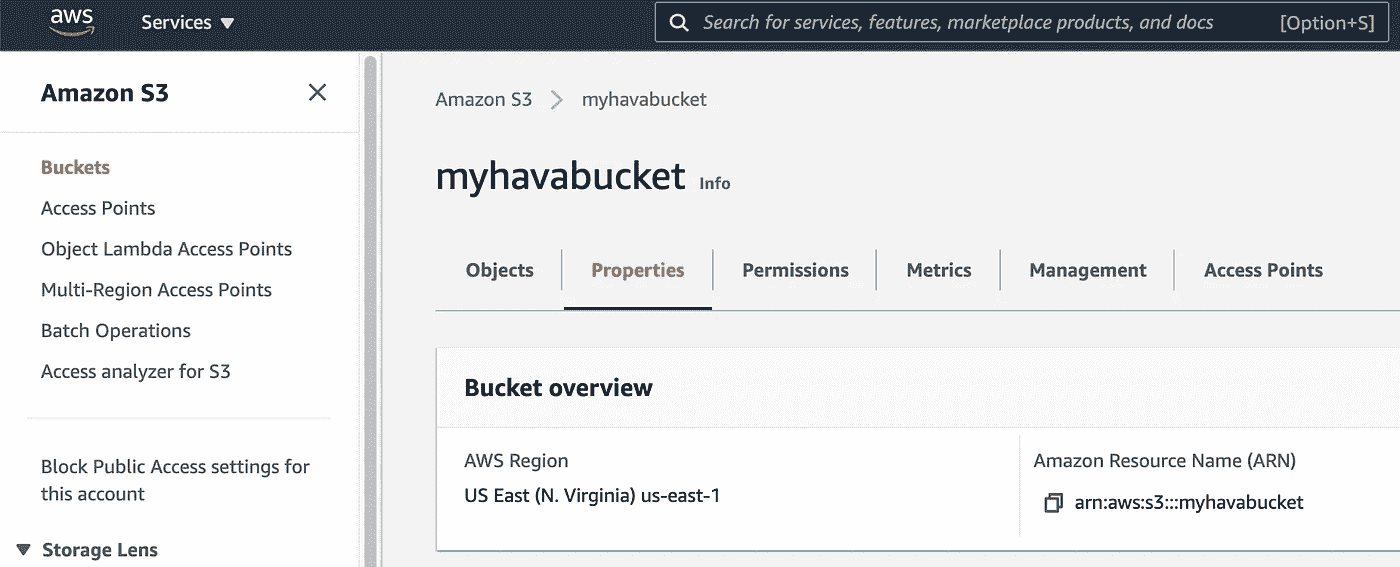 aws
Services ▼
Search for services, features, marketplace products, and docs
[Option+S]
Amazon S3
Buckets
Access Points
Object Lambda Access Points
Multi-Region Access Points
Batch Operations
Access analyzer for S3
Block Public Access settings for
this account
▼ Storage Lens
Amazon S3 > myhavabucket
myhavabucket Info
Objects
Properties
Permissions
Metrics
Management
Access Points
Bucket overview
AWS Region
US East (N. Virginia) us-east-1
Amazon Resource Name (ARN)
arn:aws:s3:::myhavabucket